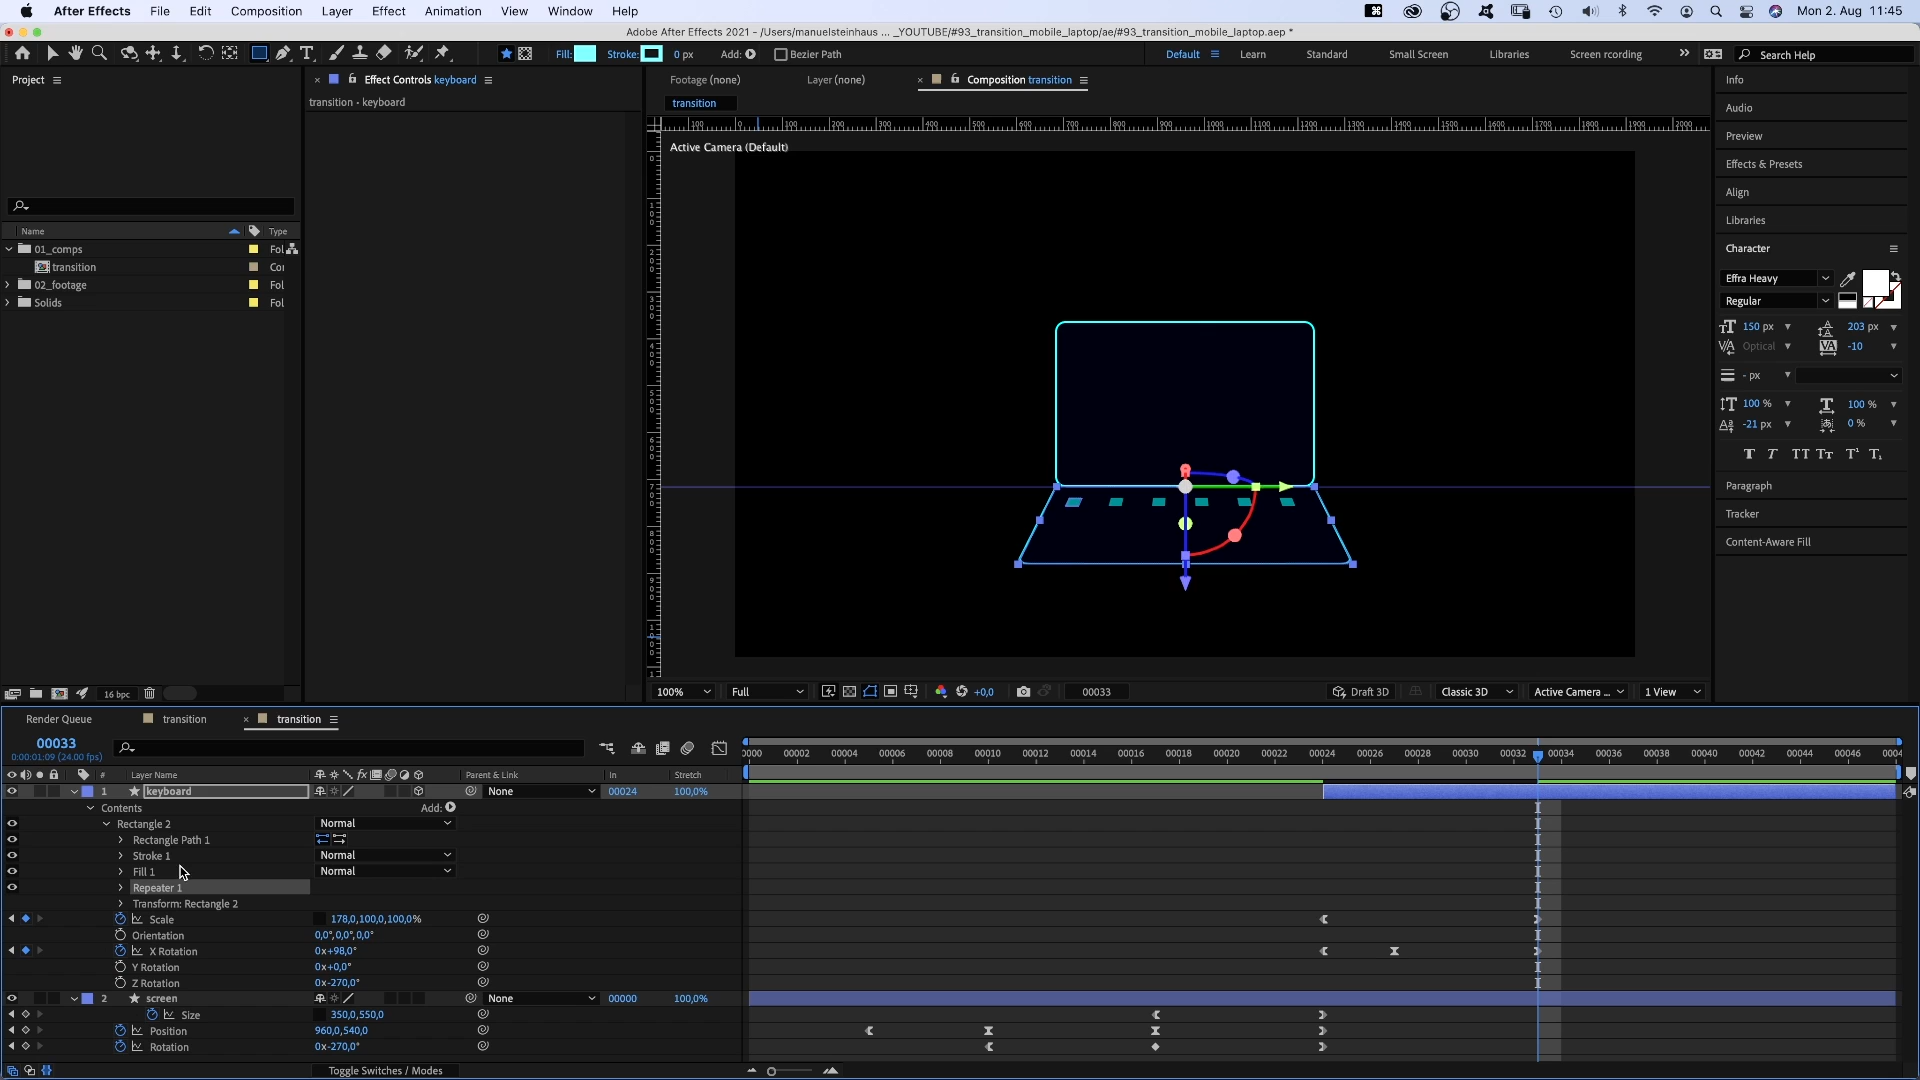 After Effects File Edit Composition Layer Effect Animation View Window Help Mon 2. Aug 11:45
Adobe After Effects 2021 - /Users/manuelsteinhaus ... _YOUTUBE/#93_transition_mobile_laptop/ae/#93_transition_mobile_laptop.aep *
Fill: Stroke: 0 px Add: Bezier Path Default Learn Standard Small Screen Libraries Screen rcording Search Help
Project Effect Controls keyboard Footage (none) Layer (none) Composition transition Info
transition • keyboard transition
Audio
Preview
Active Camera (Default)
Effects & Presets
Align
Libraries
Name Type
01_comps Fol
transition Coı
02_footage Fol
Solids Fol
Character
Effra Heavy
Regular
150 px 203 px
Optical -10
- px
100 % 100 %
-21 px 0 %
T T TT Tт
Paragraph
Tracker
Content-Aware Fill
16 bpc 100% Full +0,0 00033 Draft 3D Classic 3D Active Camera ... 1 View
Render Queue transition transition
00033
0:00:01:09 (24.00 fps)
0000 00002 00004 00006 00008 00010 00012 00014 00016 00018 00020 00022 00024 00026 00028 00030 00032 00034 00036 00038 00040 00042 00044 00046 0004
# Layer Name Parent & Link In Stretch
1 keyboard None 00024 100,0%
Contents Add:
Rectangle 2 Normal
Rectangle Path 1
Stroke 1 Normal
Fill 1 Normal
Repeater 1
Transform: Rectangle 2
Scale 178,0,100,0,100,0%
Orientation 0,0°,0,0°,0,0°
X Rotation 0x+98,0°
Y Rotation 0x+0,0°
Z Rotation 0x-270,0°
2 screen None 00000 100,0%
Size 350,0,550,0
Position 960,0,540,0
Rotation 0x-270,0°
Toggle Switches / Modes